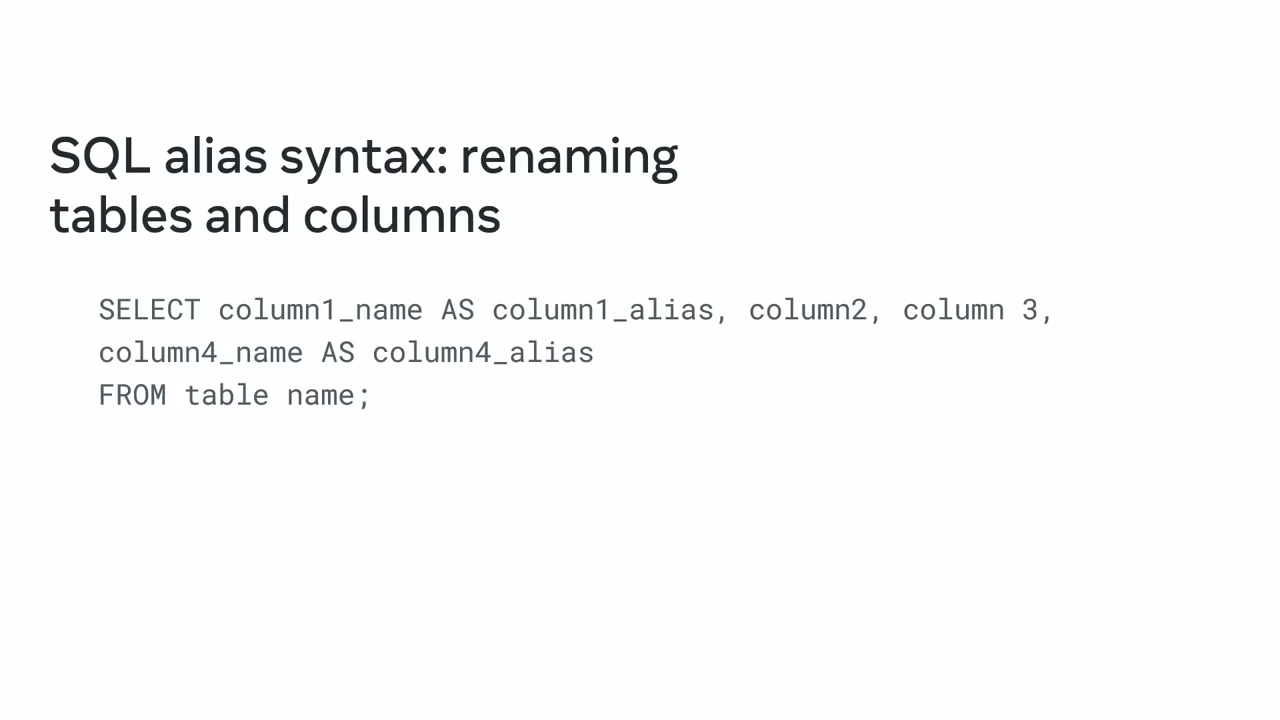 SQL alias syntax: renaming
tables and columns
SELECT column1_name AS column1_alias, column2, column 3,
column4_name AS column4_alias
FROM table name;